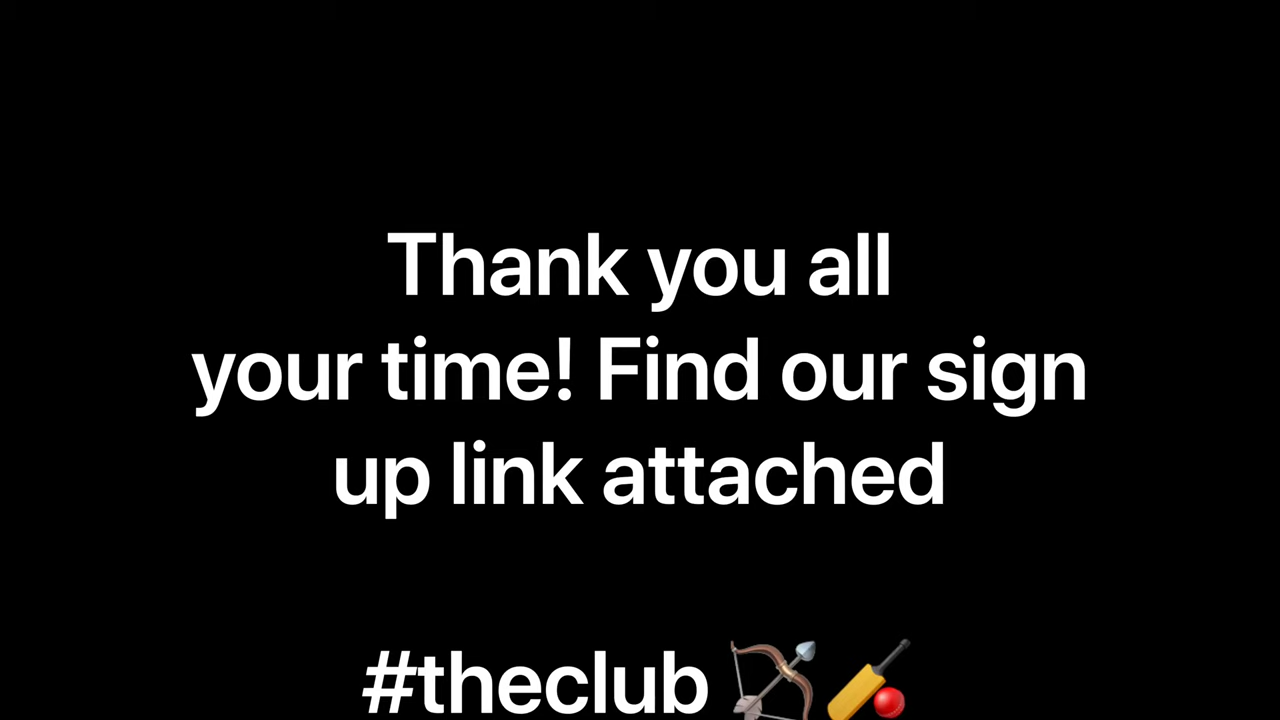 Thank you all
your time! Find our sign
up link attached
#theclub 🏹🏏